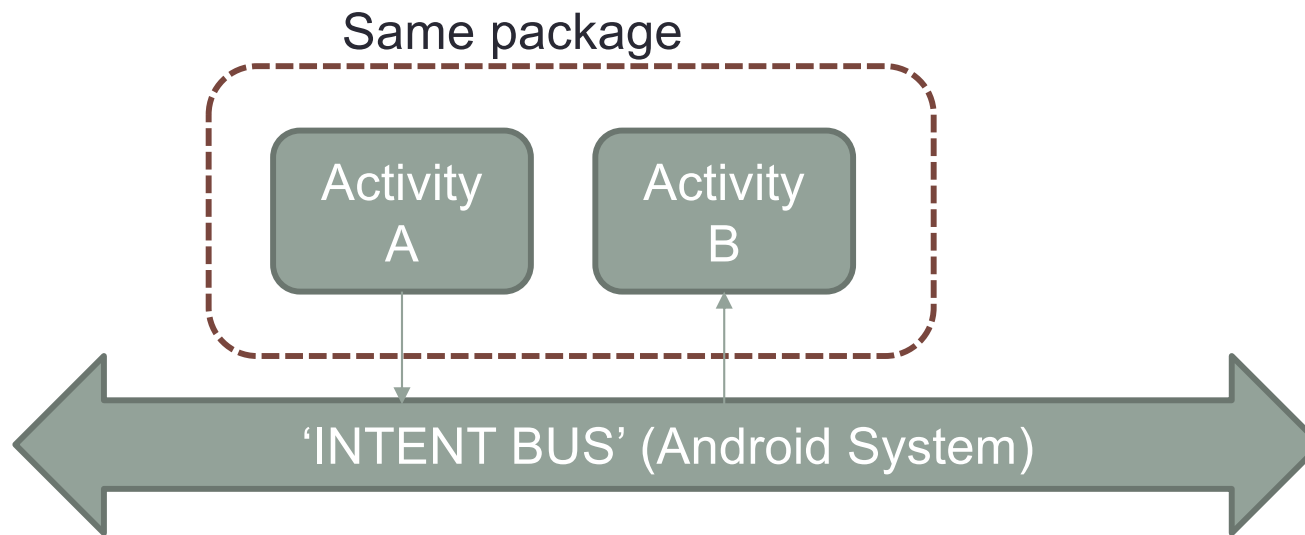 Same package
Activity
A
Activity
B
‘INTENT BUS’ (Android System)